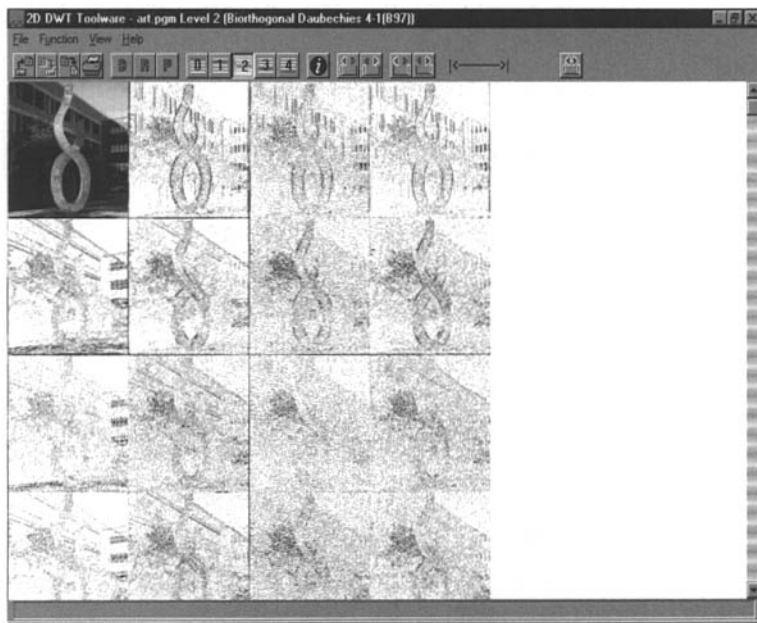 2D DWT Toolware - art.pgm Level 2 (Biorthogonal Daubechies 4-1(B97))
File Function View Help
D R P 0 1 2 3 4 i